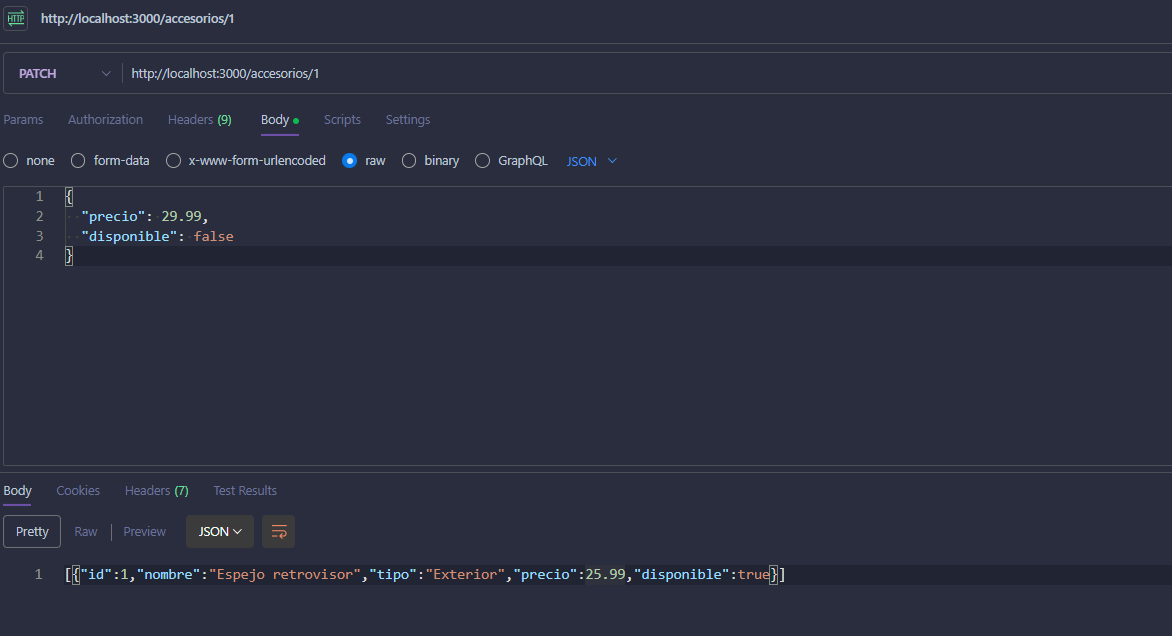 HTTP http://localhost:3000/accesorios/1
PATCH http://localhost:3000/accesorios/1
Params Authorization Headers (9) Body Scripts Settings
none form-data x-www-form-urlencoded raw binary GraphQL JSON
1 {
2 "precio": 29.99,
3 "disponible": false
4 }
Body Cookies Headers (7) Test Results
Pretty Raw Preview JSON
1 [{"id":1,"nombre":"Espejo retrovisor","tipo":"Exterior","precio":25.99,"disponible":true}]